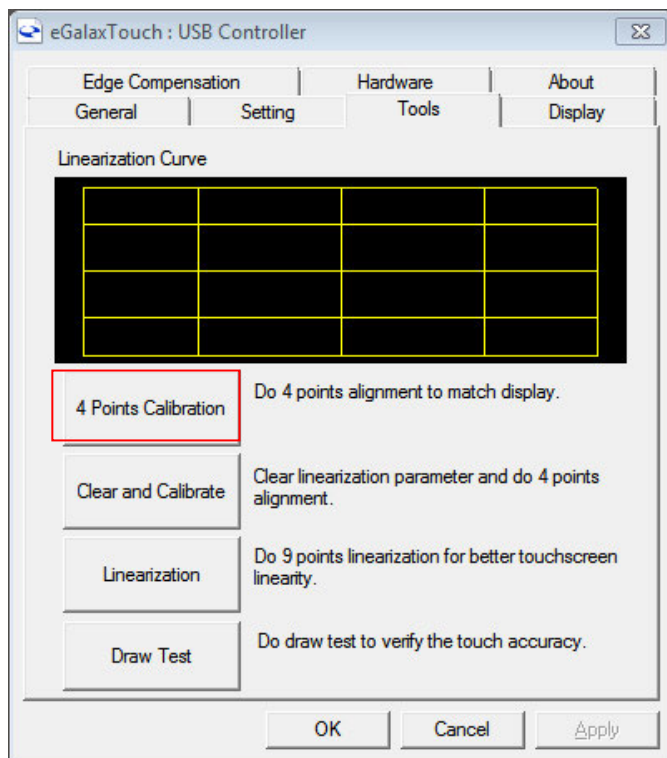 eGalaxTouch : USB Controller
Edge Compensation Hardware About
General Setting Tools Display
Linearization Curve
4 Points Calibration
Do 4 points alignment to match display.
Clear and Calibrate
Clear linearization parameter and do 4 points
alignment.
Linearization
Do 9 points linearization for better touchscreen
linearity.
Draw Test
Do draw test to verify the touch accuracy.
OK Cancel Apply